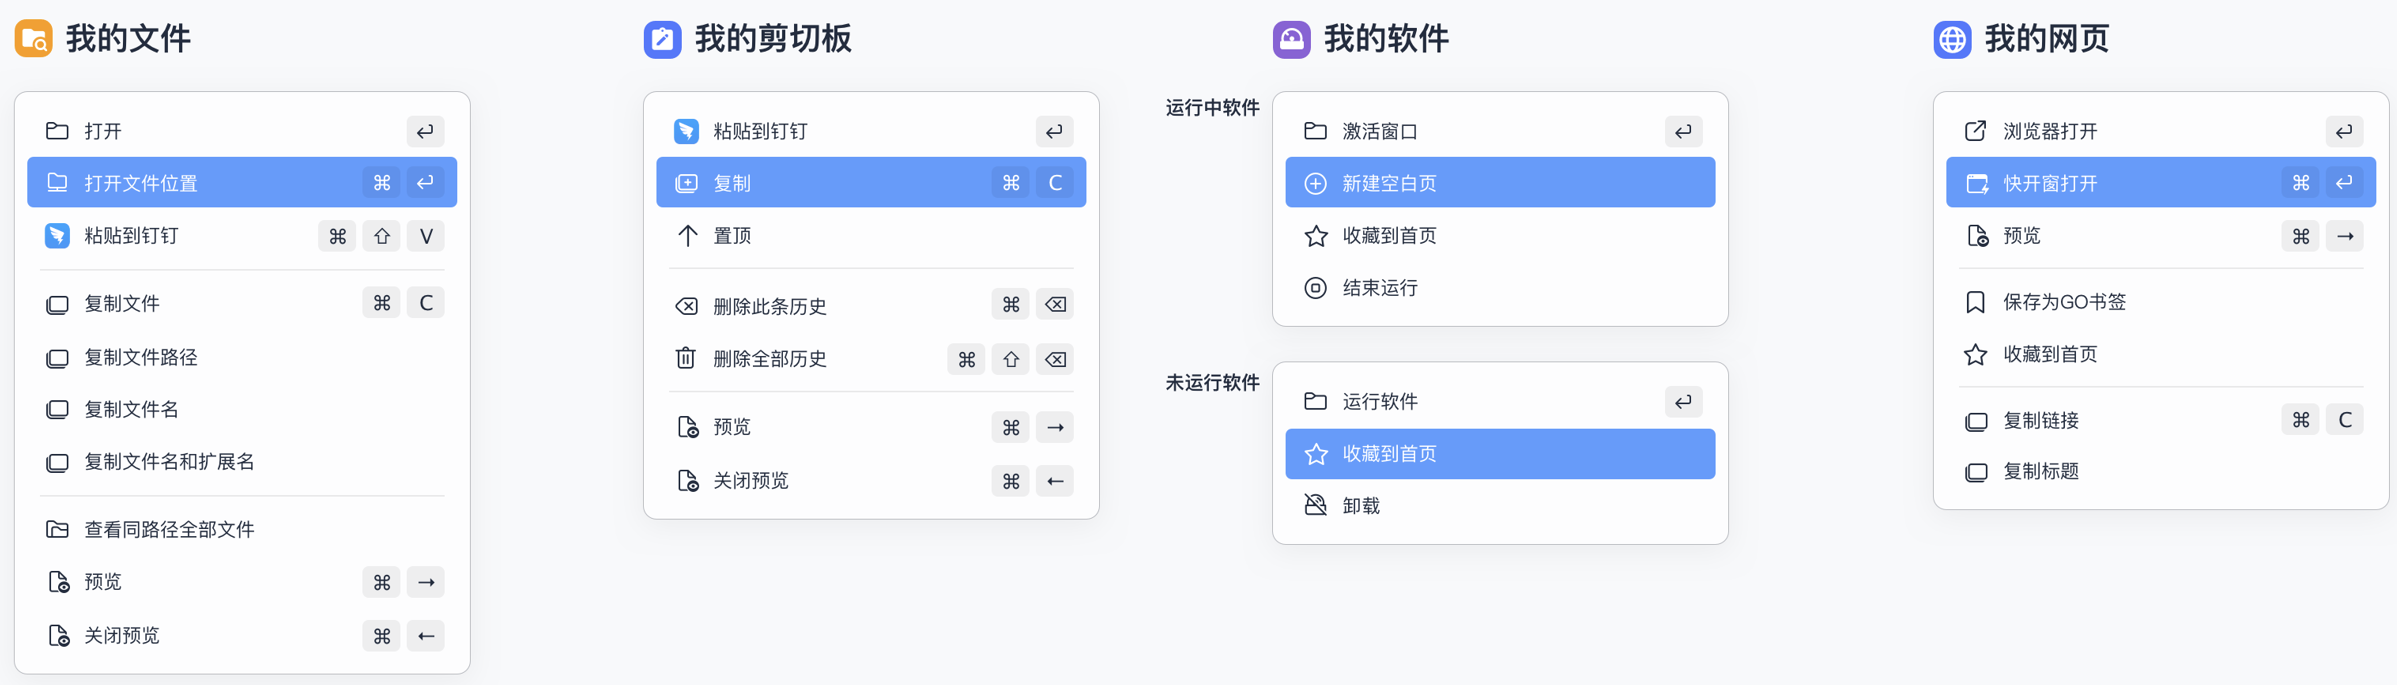 我的文件
打开 ↵
打开文件位置 ⌘ ↵
粘贴到钉钉 ⌘ ⇧ V
复制文件 ⌘ C
复制文件路径
复制文件名
复制文件名和扩展名
查看同路径全部文件
预览 ⌘ →
关闭预览 ⌘ ←
我的剪切板
粘贴到钉钉 ↵
复制 ⌘ C
置顶
删除此条历史 ⌘ ⌫
删除全部历史 ⌘ ⇧ ⌫
预览 ⌘ →
关闭预览 ⌘ ←
我的软件
运行中软件
激活窗口 ↵
新建空白页
收藏到首页
结束运行
未运行软件
运行软件 ↵
收藏到首页
卸载
我的网页
浏览器打开 ↵
快开窗打开 ⌘ ↵
预览 ⌘ →
保存为GO书签
收藏到首页
复制链接 ⌘ C
复制标题